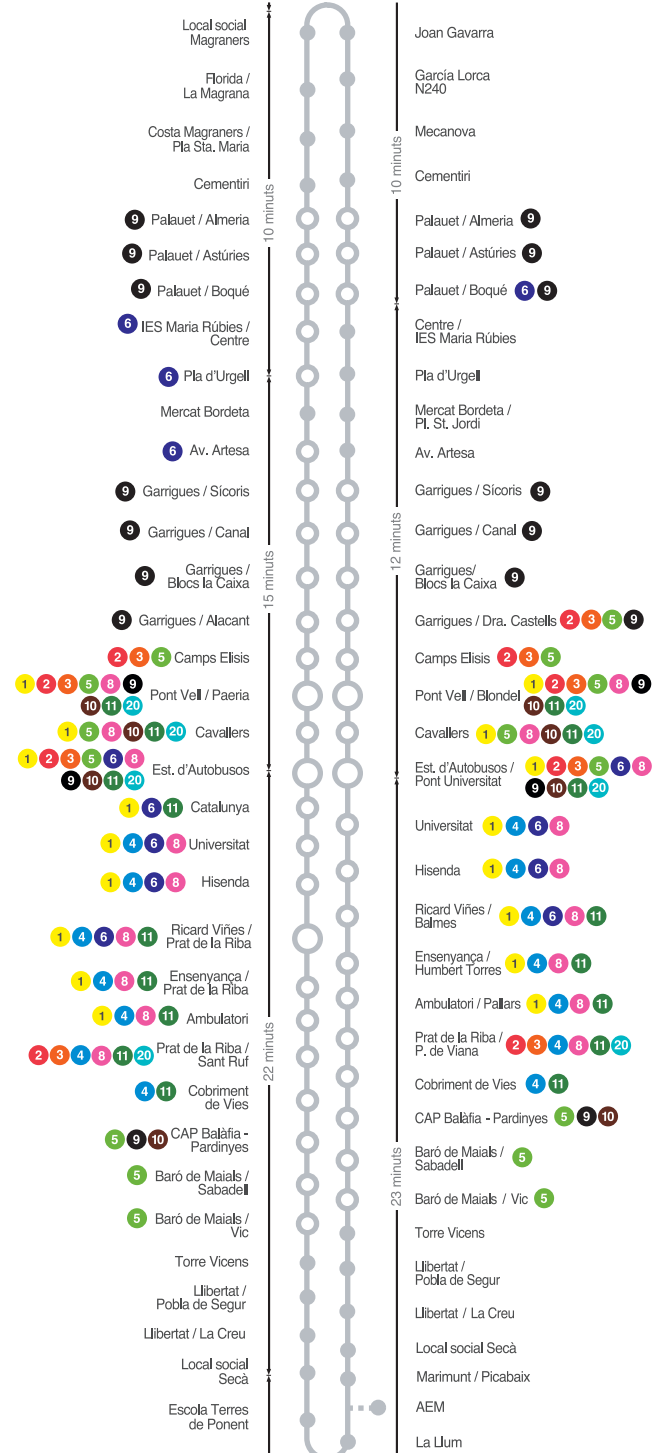 Local social
Magraners
Florida /
La Magrana
Costa Magraners /
Pla Sta. Maria
Cementiri
9 Palauet / Almeria
9 Palauet / Astúries
9 Palauet / Boqué
6 IES Maria Rúbies /
Centre
6 Pla d'Urgell
Mercat Bordeta
6 Av. Artesa
9 Garrigues / Sícoris
9 Garrigues / Canal
9 Garrigues /
Blocs la Caixa
9 Garrigues / Alacant
2 3 5 Camps Elisis
1 2 3 5 8 9
Pont Vell / Paeria
10 11 20
1 5 8 10 11 20 Cavallers
1 2 3 5 6 8
Est. d'Autobusos
9 10 11 20
1 6 11 Catalunya
1 4 6 8 Universitat
1 4 6 8 Hisenda
1 4 6 8 11 Ricard Viñes /
Prat de la Riba
1 4 8 11 Ensenyança /
Prat de la Riba
1 4 8 11 Ambulatori
2 3 4 8 11 20 Prat de la Riba /
Sant Ruf
4 11 Cobriment
de Vies
5 9 10 CAP Balàfia -
Pardinyes
5 Baró de Maials /
Sabadell
5 Baró de Maials /
Vic
Torre Vicens
Llibertat /
Pobla de Segur
Llibertat / La Creu
Local social
Secà
Escola Terres
de Ponent
10 minuts
15 minuts
22 minuts
10 minuts
12 minuts
23 minuts
Joan Gavarra
García Lorca
N240
Mecanova
Cementiri
Palauet / Almeria 9
Palauet / Astúries 9
Palauet / Boqué 6 9
Centre /
IES Maria Rúbies
Pla d'Urgell
Mercat Bordeta /
Pl. St. Jordi
Av. Artesa
Garrigues / Sícoris 9
Garrigues / Canal 9
Garrigues/
Blocs la Caixa 9
Garrigues / Dra. Castells 2 3 5 9
Camps Elisis 2 3 5
Pont Vell / Blondel 1 2 3 5 8 9
10 11 20
Cavallers 1 5 8 10 11 20
Est. d'Autobusos / 1 2 3 5 6 8
Pont Universitat
9 10 11 20
Universitat 1 4 6 8
Hisenda 1 4 6 8
Ricard Viñes /
Balmes 1 4 6 8 11
Ensenyança /
Humbert Torres 1 4 8 11
Ambulatori / Pallars 1 4 8 11
Prat de la Riba /
P. de Viana 2 3 4 8 11 20
Cobriment de Vies 4 11
CAP Balàfia - Pardinyes 5 9 10
Baró de Maials /
Sabadell 5
Baró de Maials / Vic 5
Torre Vicens
Llibertat /
Pobla de Segur
Llibertat / La Creu
Local social Secà
Marimunt / Picabaix
AEM
La Llum